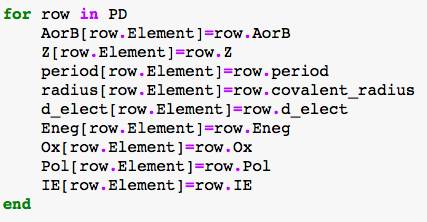 for row in PD
    AorB[row.Element]=row.AorB
    Z[row.Element]=row.Z
    period[row.Element]=row.period
    radius[row.Element]=row.covalent_radius
    d_elect[row.Element]=row.d_elect
    Eneg[row.Element]=row.Eneg
    Ox[row.Element]=row.Ox
    Pol[row.Element]=row.Pol
    IE[row.Element]=row.IE
end